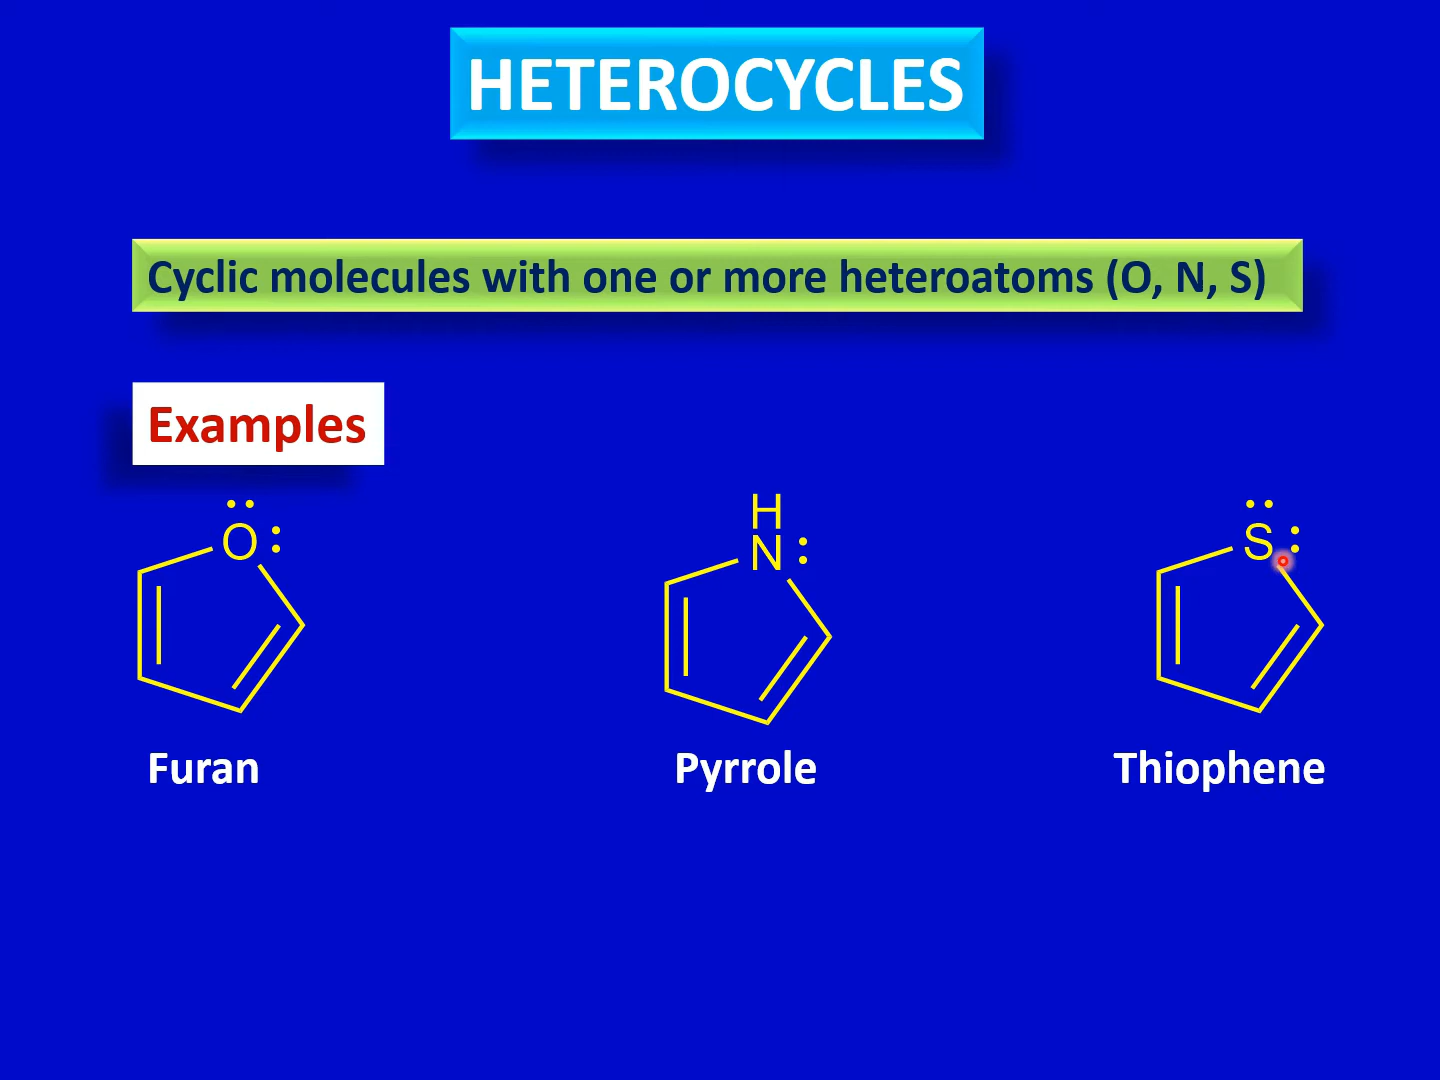 HETEROCYCLES
Cyclic molecules with one or more heteroatoms (O, N, S)
Examples
H
O
N
S
Furan
Pyrrole
Thiophene